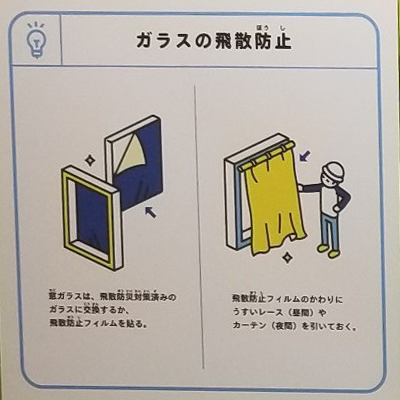 ガラスの飛散防止
窓ガラスは、飛散防災対策済みの
ガラスに交換するか、
飛散防止フィルムを貼る。
飛散防止フィルムのかわりに
うすいレース（昼間）や
カーテン（夜間）を引いておく。